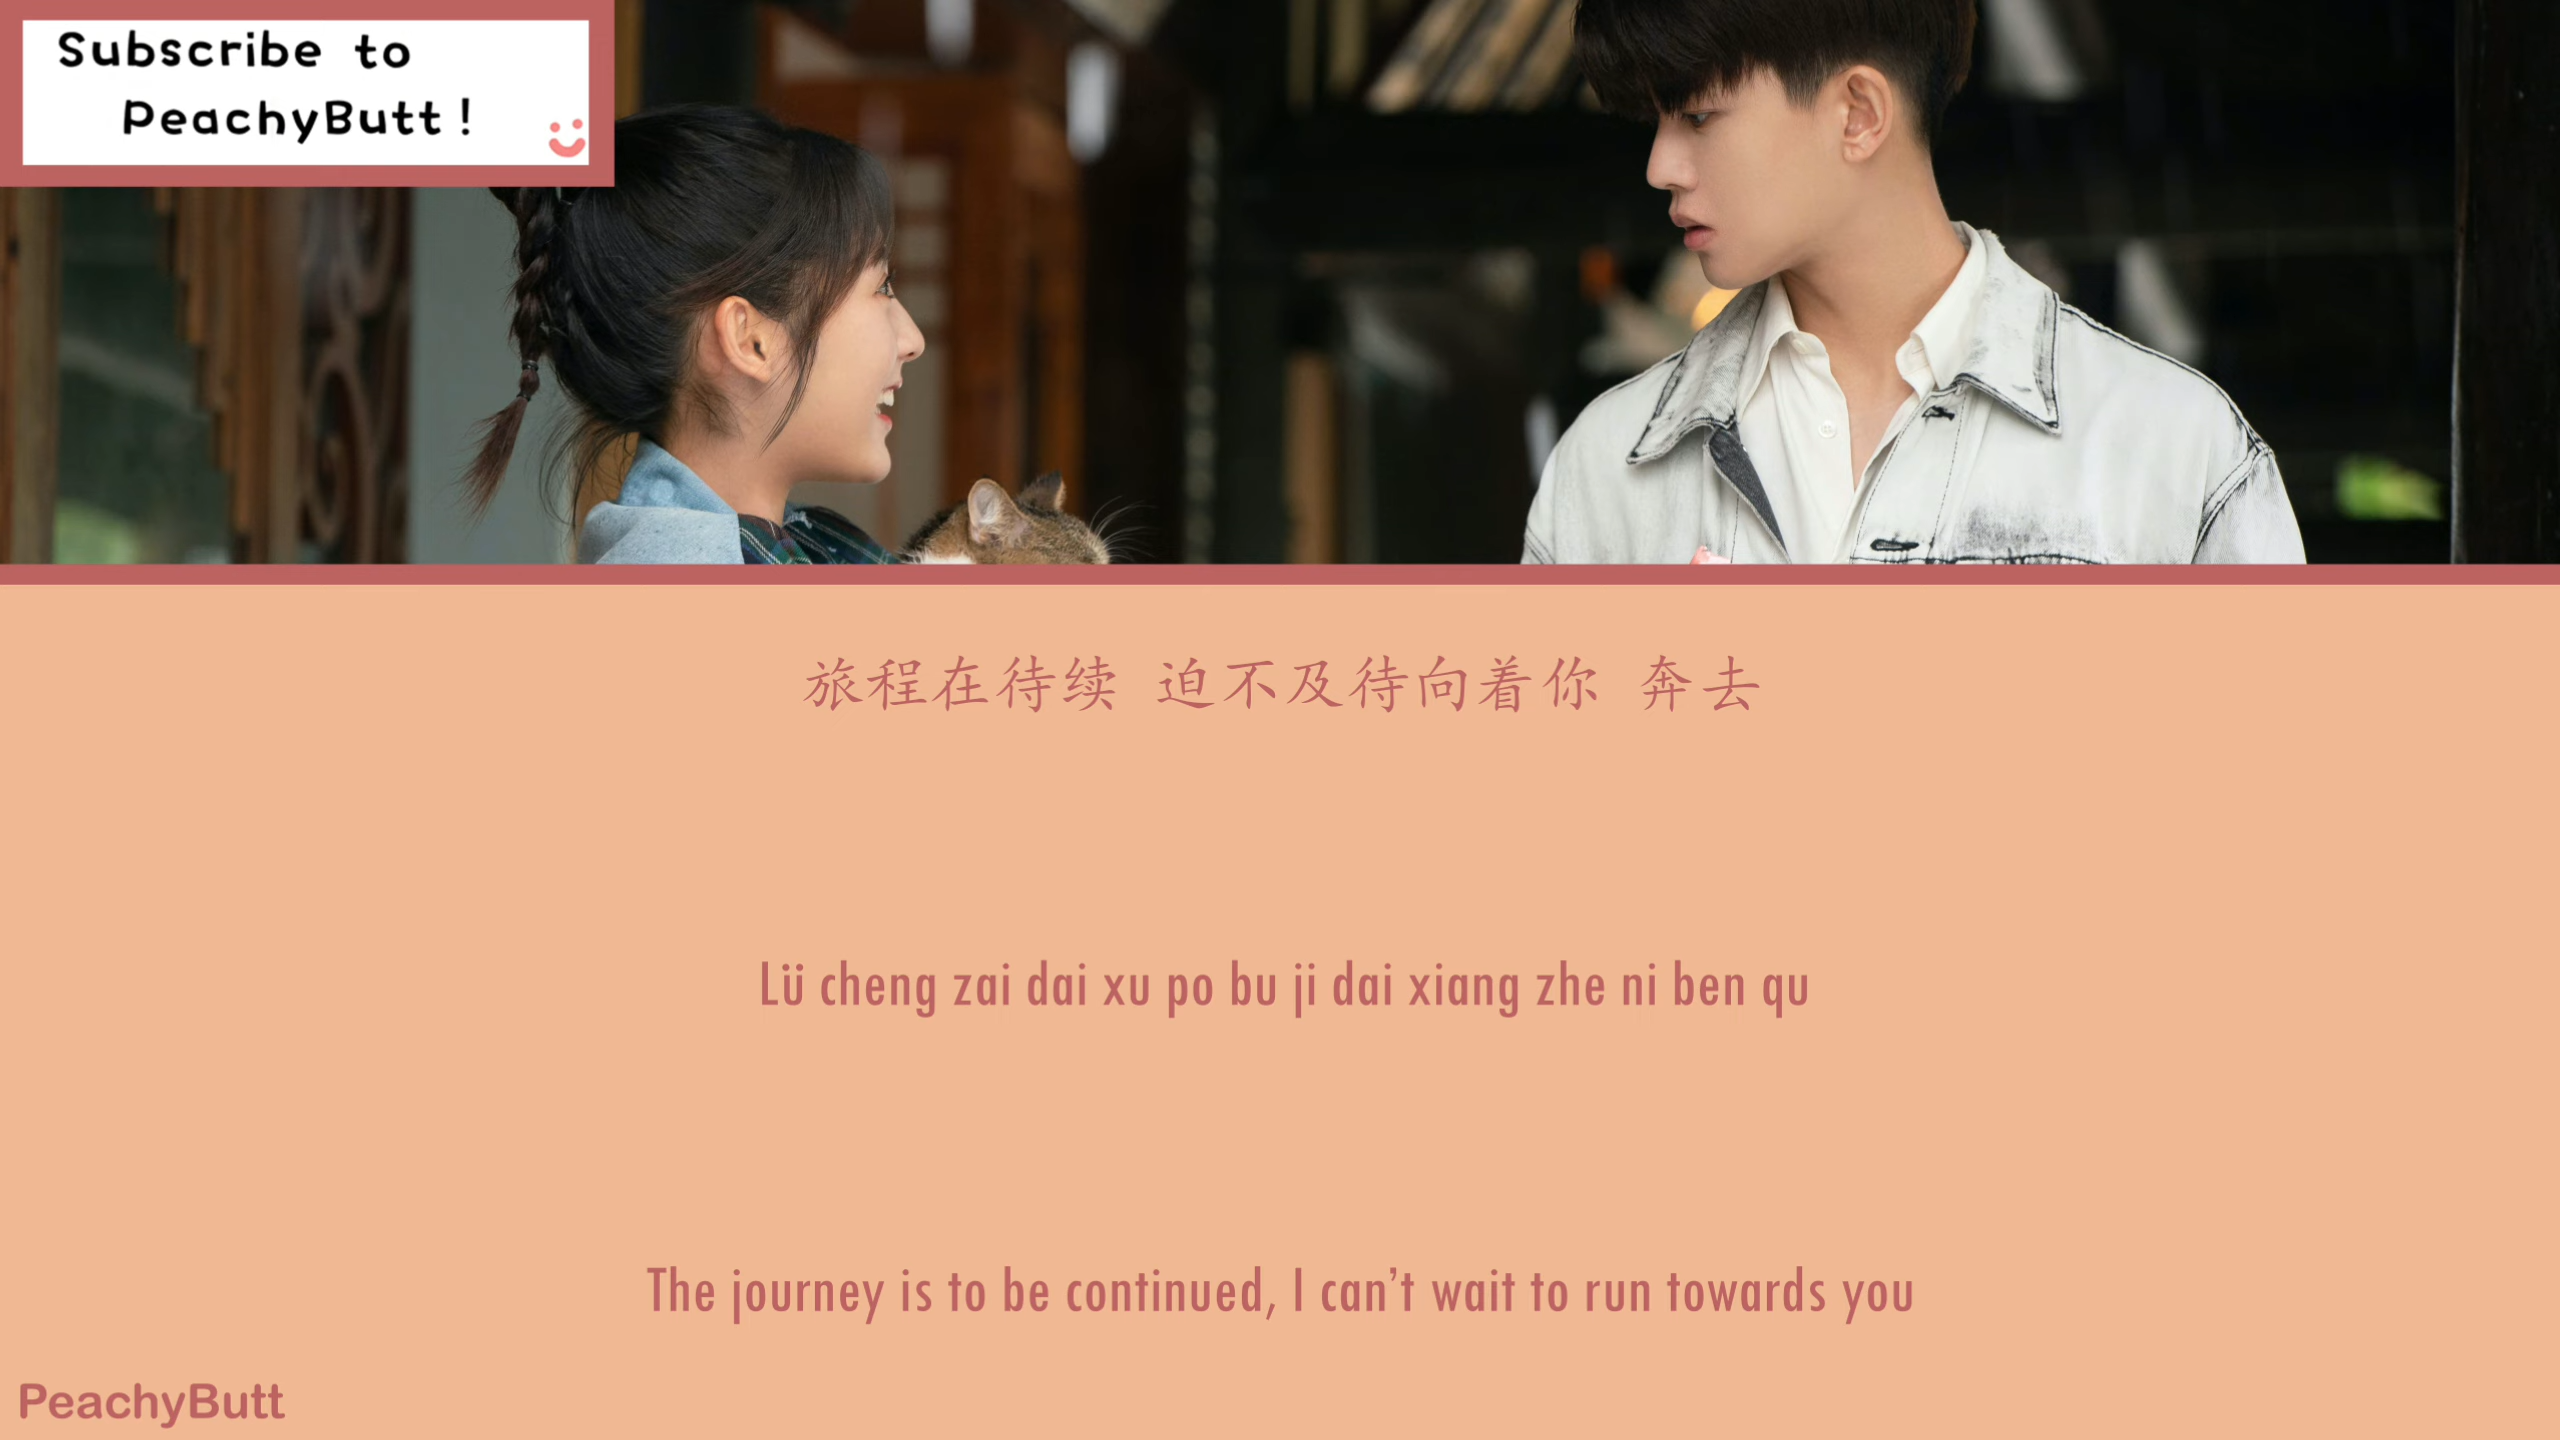 Subscribe to
PeachyButt!
旅程在待续 迫不及待向着你 奔去
Lü cheng zai dai xu po bu ji dai xiang zhe ni ben qu
The journey is to be continued, I can't wait to run towards you
PeachyButt